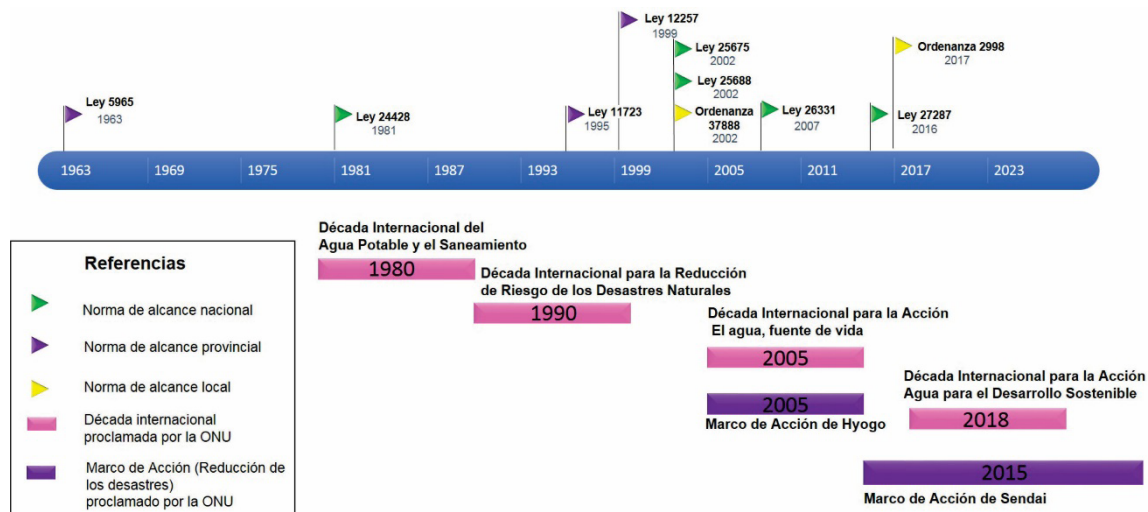 Ley 12257
1999
Ley 25675
2002
Ordenanza 2998
2017
Ley 25688
2002
Ley 5965
1963
Ley 24428
1981
Ley 11723
1995
Ordenanza
37888
2002
Ley 26331
2007
Ley 27287
2016
1963
1969
1975
1981
1987
1993
1999
2005
2011
2017
2023
Década Internacional del
Agua Potable y el Saneamiento
1980
Década Internacional para la Reducción
de Riesgo de los Desastres Naturales
1990
Década Internacional para la Acción
El agua, fuente de vida
2005
2005
Marco de Acción de Hyogo
Década Internacional para la Acción
Agua para el Desarrollo Sostenible
2018
2015
Marco de Acción de Sendai
Referencias
Norma de alcance nacional
Norma de alcance provincial
Norma de alcance local
Década internacional
proclamada por la ONU
Marco de Acción (Reducción de
los desastres)
proclamado por la ONU